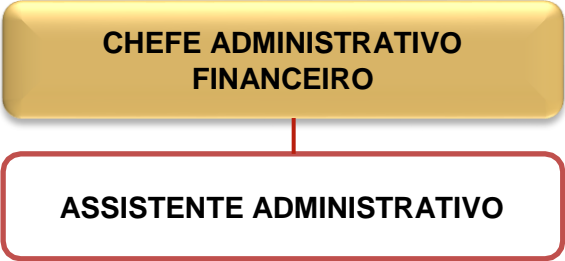 CHEFE ADMINISTRATIVO
FINANCEIRO
ASSISTENTE ADMINISTRATIVO